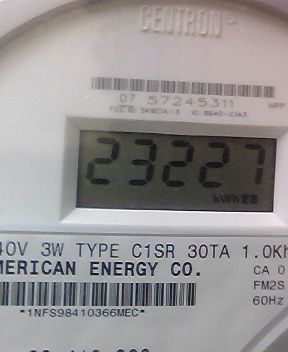 CENTRON
07 57245311
23227
kWh
40V 3W TYPE C1SR 30TA 1.0Kh
MERICAN ENERGY CO.
CA 0
FM2S
60Hz
*1NFS98410366MEC*